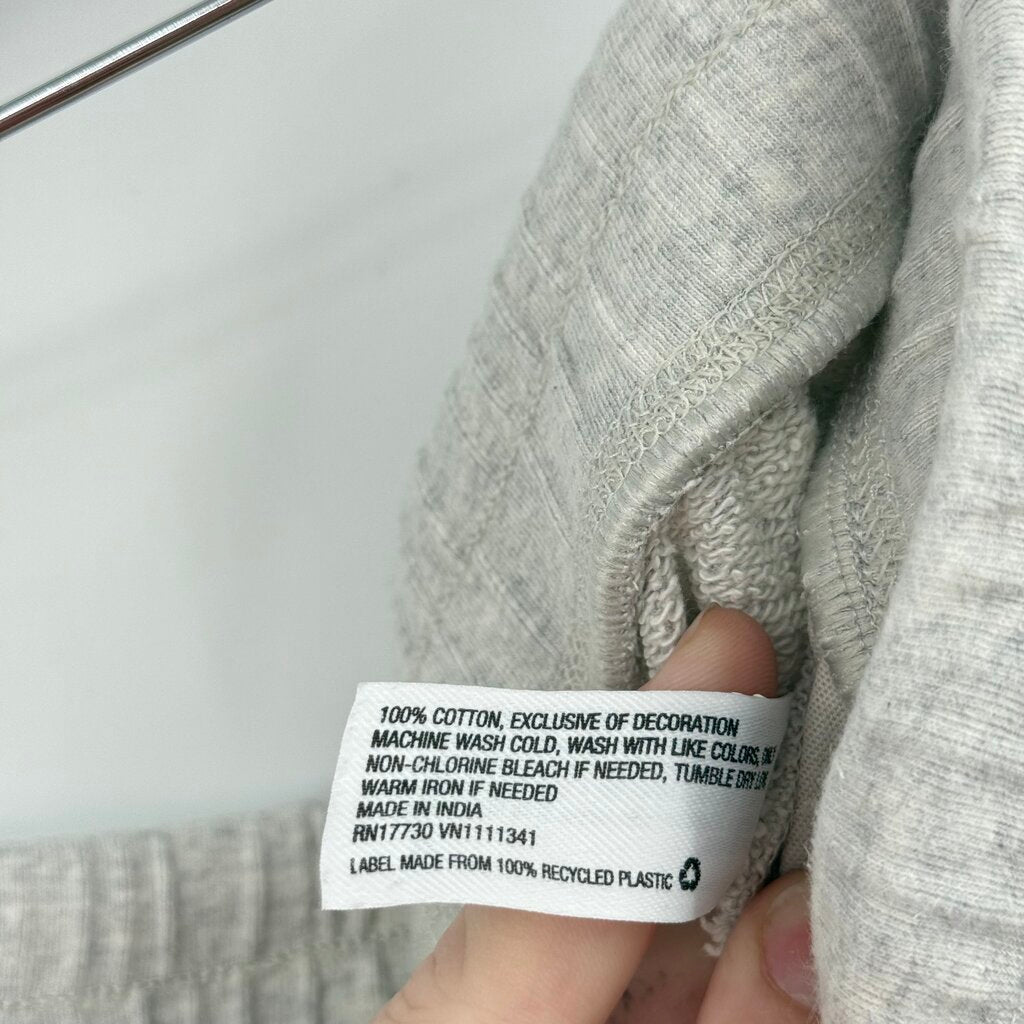 100% COTTON, EXCLUSIVE OF DECORATION
MACHINE WASH COLD, WASH WITH LIKE COLORS,
NON-CHLORINE BLEACH IF NEEDED, TUMBLE DRY
WARM IRON IF NEEDED
MADE IN INDIA
RN17730 VN1111341
LABEL MADE FROM 100% RECYCLED PLASTIC